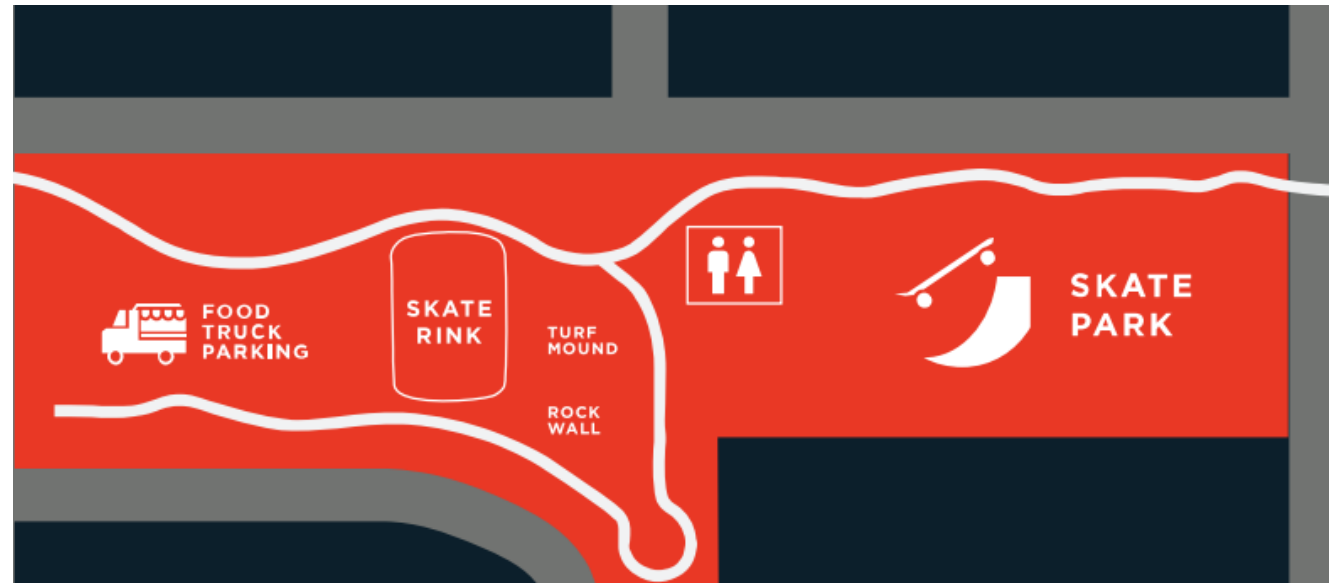 FOOD
TRUCK
PARKING
SKATE
RINK
TURF
MOUND
ROCK
WALL
SKATE
PARK